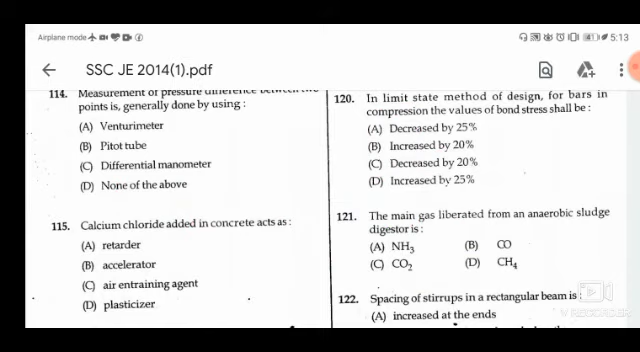 Airplane mode
5:13
SSC JE 2014(1).pdf
114. Measurement of pressure difference between two
points is, generally done by using :
(A) Venturimeter
(B) Pitot tube
(C) Differential manometer
(D) None of the above
115. Calcium chloride added in concrete acts as :
(A) retarder
(B) accelerator
(C) air entraining agent
(D) plasticizer
120. In limit state method of design, for bars in
compression the values of bond stress shall be :
(A) Decreased by 25%
(B) Increased by 20%
(C) Decreased by 20%
(D) Increased by 25%
121. The main gas liberated from an anaerobic sludge
digestor is :
(A) NH₃ (B) CO
(C) CO₂ (D) CH₄
122. Spacing of stirrups in a rectangular beam is :
(A) increased at the ends